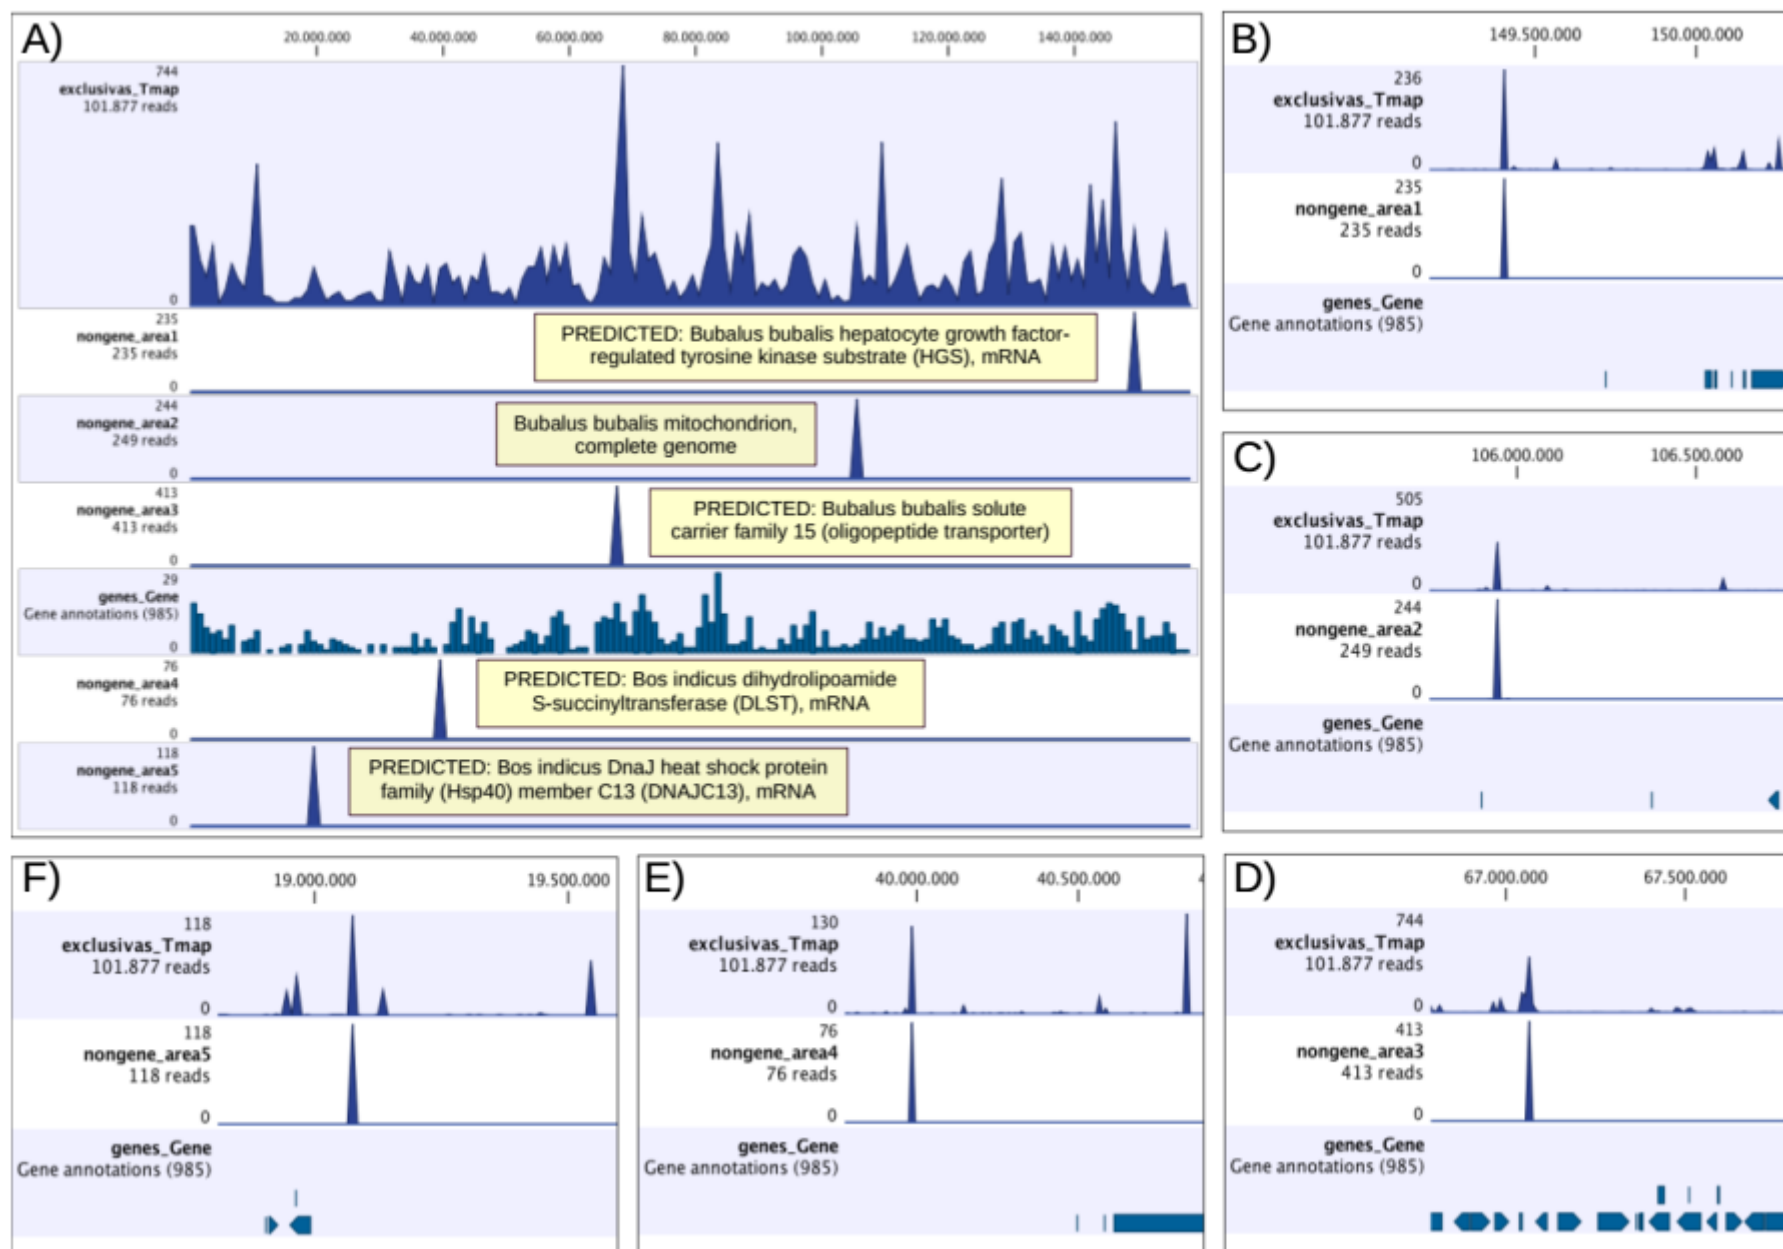 A)
20.000.000 40.000.000 60.000.000 80.000.000 100.000.000 120.000.000 140.000.000
744
exclusivas_Tmap
101.877 reads
0
235
nongene_area1
235 reads
0
PREDICTED: Bubalus bubalis hepatocyte growth factor-
regulated tyrosine kinase substrate (HGS), mRNA
244
nongene_area2
249 reads
0
Bubalus bubalis mitochondrion,
complete genome
413
nongene_area3
413 reads
0
PREDICTED: Bubalus bubalis solute
carrier family 15 (oligopeptide transporter)
29
genes_Gene
Gene annotations (985)
0
76
nongene_area4
76 reads
0
PREDICTED: Bos indicus dihydrolipoamide
S-succinyltransferase (DLST), mRNA
118
nongene_area5
118 reads
0
PREDICTED: Bos indicus DnaJ heat shock protein
family (Hsp40) member C13 (DNAJC13), mRNA
B)
149.500.000 150.000.000
236
exclusivas_Tmap
101.877 reads
0
235
nongene_area1
235 reads
0
genes_Gene
Gene annotations (985)
C)
106.000.000 106.500.000
505
exclusivas_Tmap
101.877 reads
0
244
nongene_area2
249 reads
0
genes_Gene
Gene annotations (985)
F)
19.000.000 19.500.000
118
exclusivas_Tmap
101.877 reads
0
118
nongene_area5
118 reads
0
genes_Gene
Gene annotations (985)
E)
40.000.000 40.500.000 4
130
exclusivas_Tmap
101.877 reads
0
76
nongene_area4
76 reads
0
genes_Gene
Gene annotations (985)
D)
67.000.000 67.500.000
744
exclusivas_Tmap
101.877 reads
0
413
nongene_area3
413 reads
0
genes_Gene
Gene annotations (985)